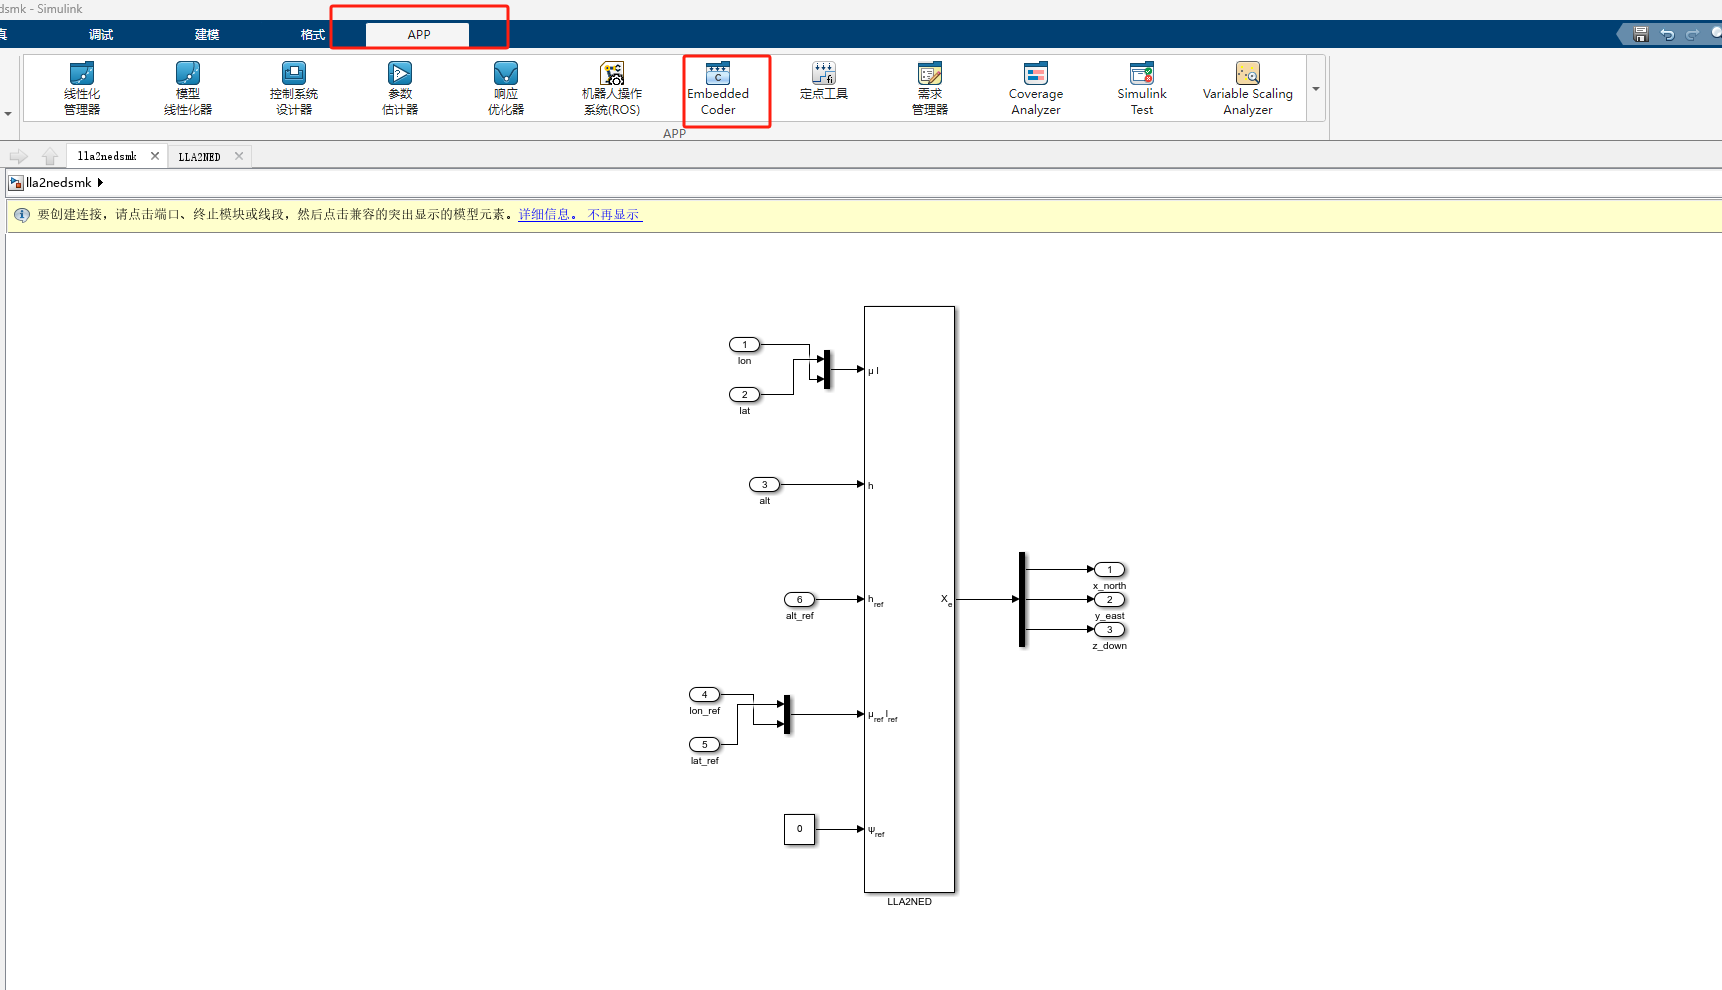 dsmk - Simulink
真 调试 建模 格式 APP
线性化
管理器
模型
线性化器
控制系统
设计器
参数
估计器
响应
优化器
机器人操作
系统(ROS)
Embedded
Coder
定点工具
需求
管理器
Coverage
Analyzer
Simulink
Test
Variable Scaling
Analyzer
APP
lla2nedsmk
LLA2NED
lla2nedsmk
要创建连接，请点击端口、终止模块或线段，然后点击兼容的突出显示的模型元素。详细信息。 不再显示
1
lon
2
lat
μ l
3
alt
h
6
alt_ref
h ref
X e
1
x_north
2
y_east
3
z_down
4
lon_ref
5
lat_ref
μ ref l ref
0
ψ ref
LLA2NED